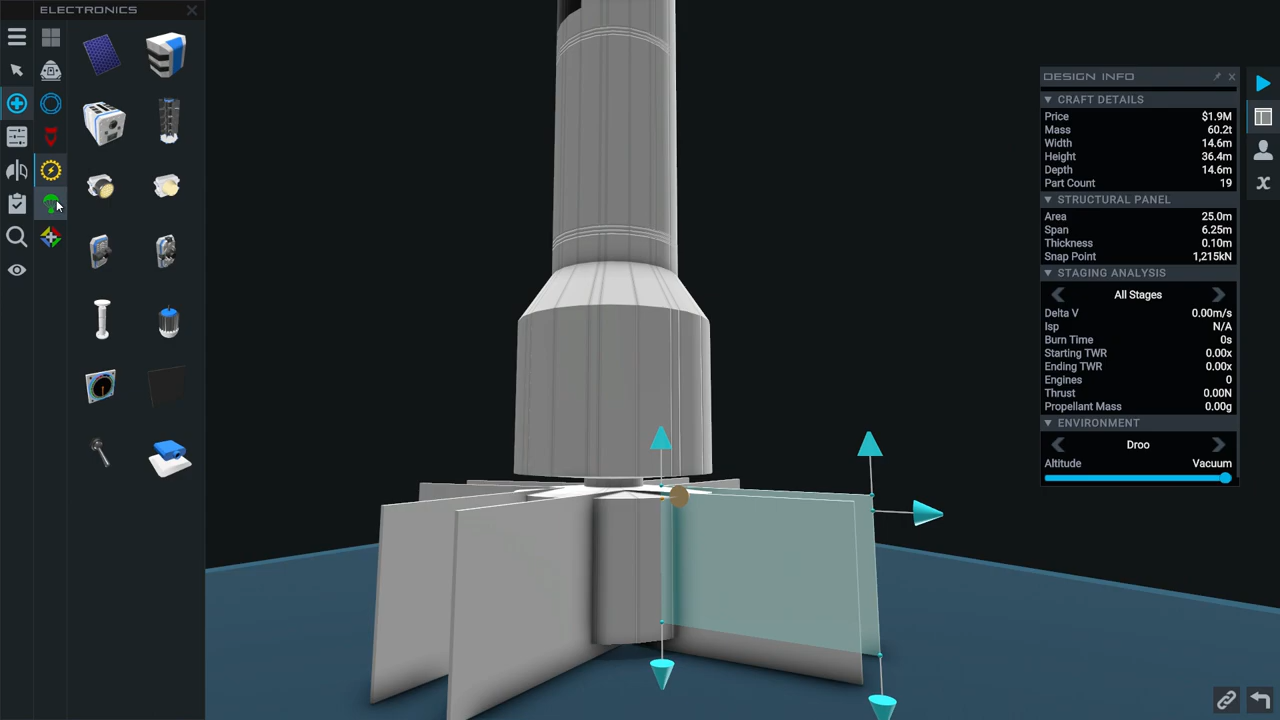 ELECTRONICS
DESIGN INFO
CRAFT DETAILS
Price $1.9M
Mass 60.2t
Width 14.6m
Height 36.4m
Depth 14.6m
Part Count 19
STRUCTURAL PANEL
Area 25.0m
Span 6.25m
Thickness 0.10m
Snap Point 1,215kN
STAGING ANALYSIS
All Stages
Delta V 0.00m/s
Isp N/A
Burn Time 0s
Starting TWR 0.00x
Ending TWR 0.00x
Engines 0
Thrust 0.00N
Propellant Mass 0.00g
ENVIRONMENT
Droo
Altitude Vacuum